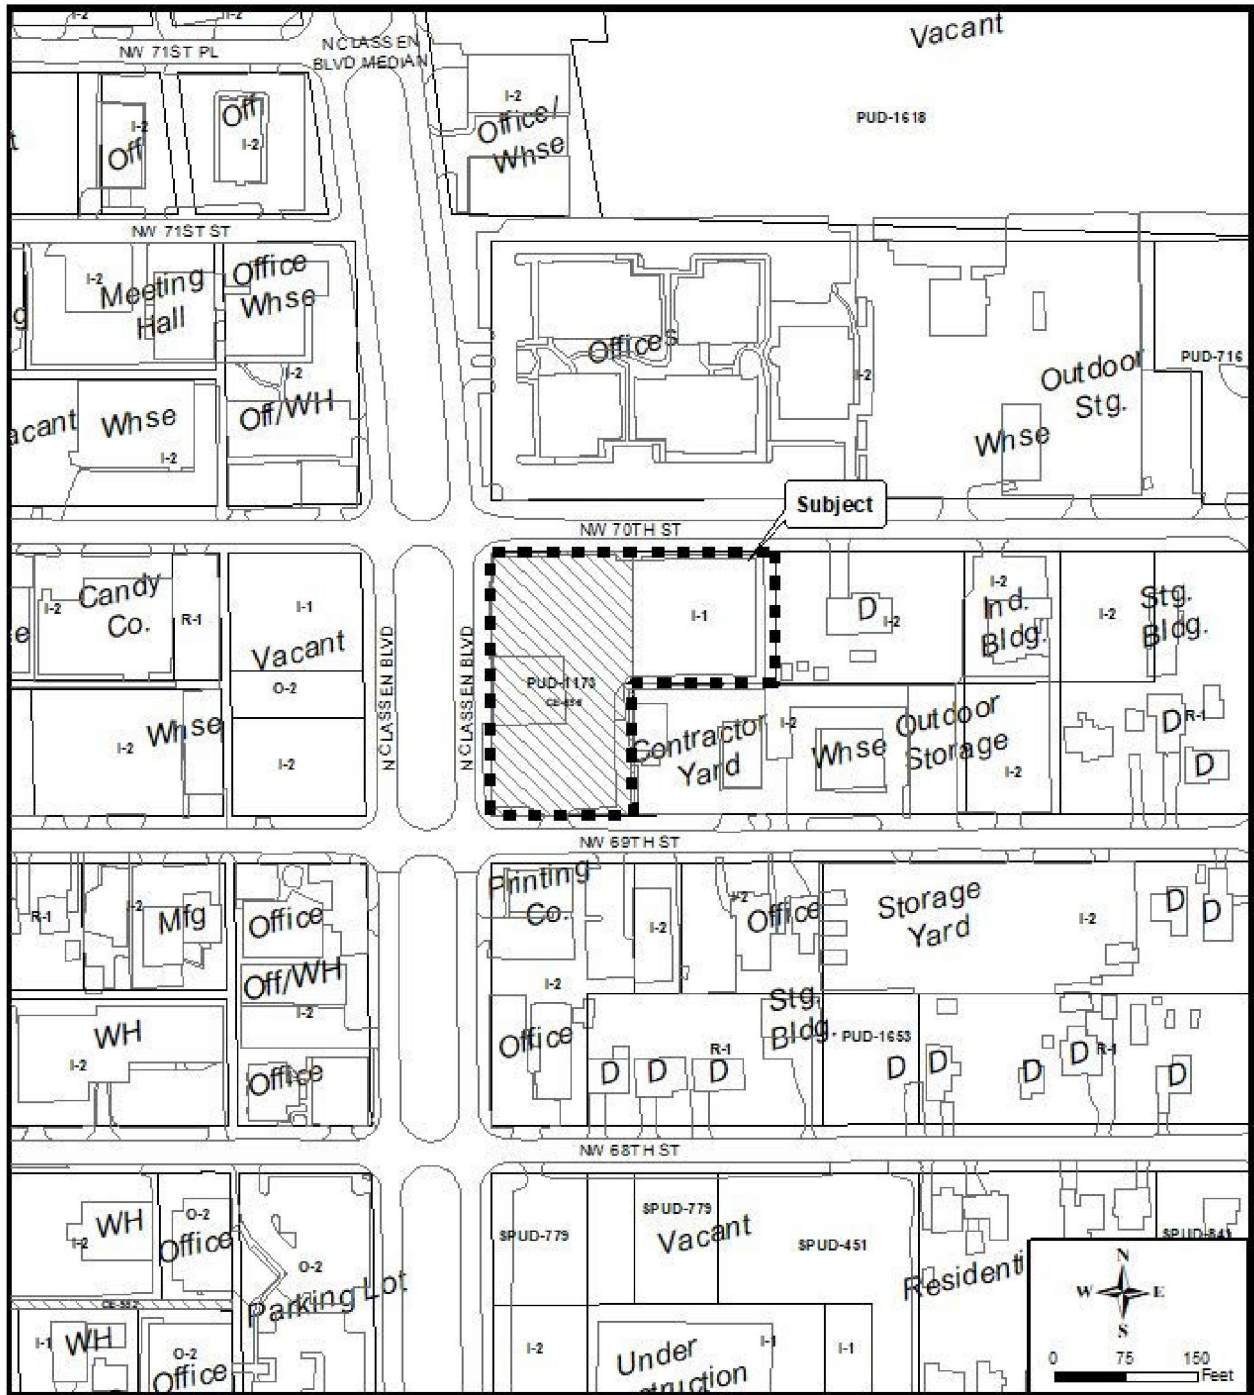 I-2
I-2
NW 71ST PL
N CLASSEN
BLVD MEDIAN
Vacant
PUD-1618
I-2
Off
Off
I-2
I-2
Office/
Whse
t
NW 71ST ST
I-2
Meeting
Hall
Office
Whse
g
I-2
Off/WH
acant
Whse
I-2
Offices
I-2
Outdoor
Stg.
PUD-716
Whse
Subject
NW 70TH ST
I-2
Candy
Co.
R-1
e
I-1
Vacant
O-2
I-2
I-2
Whse
N CLASSEN BLVD
N CLASSEN BLVD
I-1
PUD-1173
D
I-2
I-2
Ind.
Bldg.
I-2
Stg.
Bldg.
Contractor
Yard
I-2
Whse
Outdoor
Storage
I-2
D
R-1
D
NW 69TH ST
R-1
I-2
Mfg
Office
Off/WH
I-2
WH
I-2
Office
Printing
Co.
I-2
I-2
I-2
Office
Storage
Yard
I-2
D
D
Office
D
D
D
R-1
Stg.
Bldg.
PUD-1653
D
D
D
D
R-1
D
NW 68TH ST
WH
I-2
O-2
Office
O-2
Parking Lot
SPUD-779
SPUD-779
Vacant
SPUD-451
Residenti
SPUD-841
CE-552
I-1
WH
O-2
Office
I-2
Under
struction
I-1
I-1
N
W E
S
0 75 150
Feet